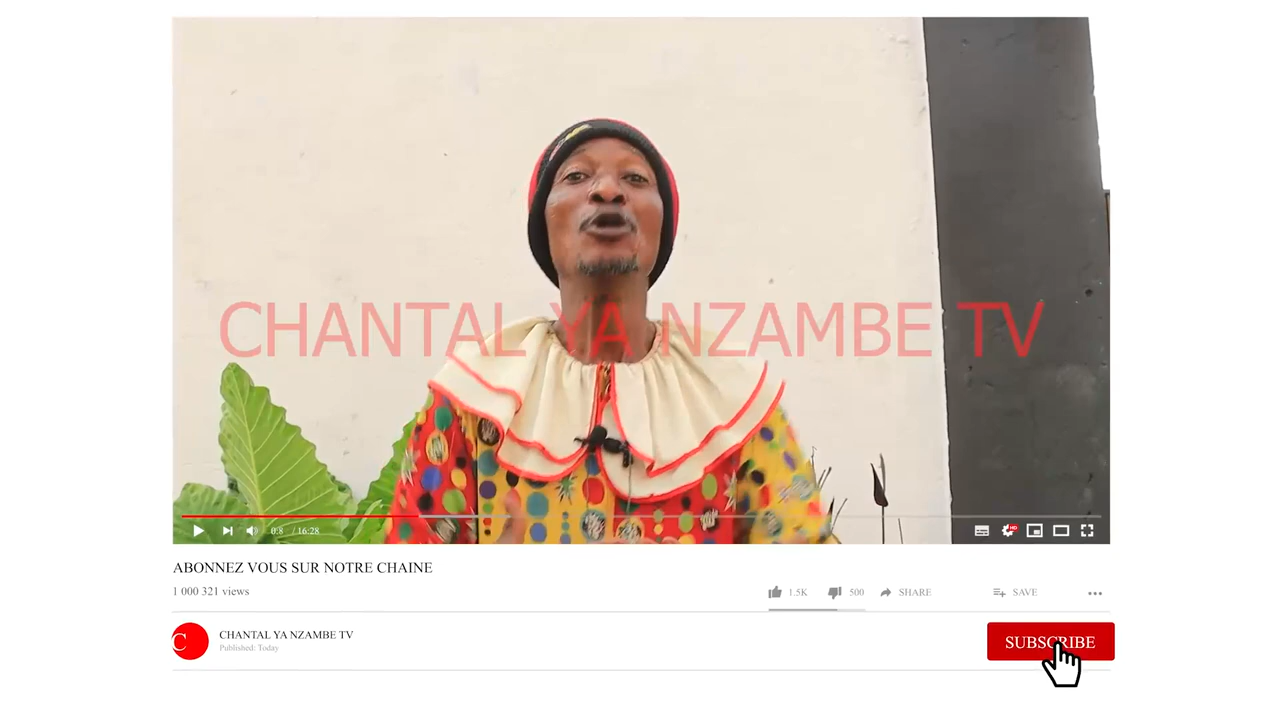 CHANTAL YA NZAMBE TV
0:8 / 16:28
HD
ABONNEZ VOUS SUR NOTRE CHAINE
1 000 321 views
1.5K 500 SHARE SAVE
C
CHANTAL YA NZAMBE TV
Published: Today
SUBSCRIBE